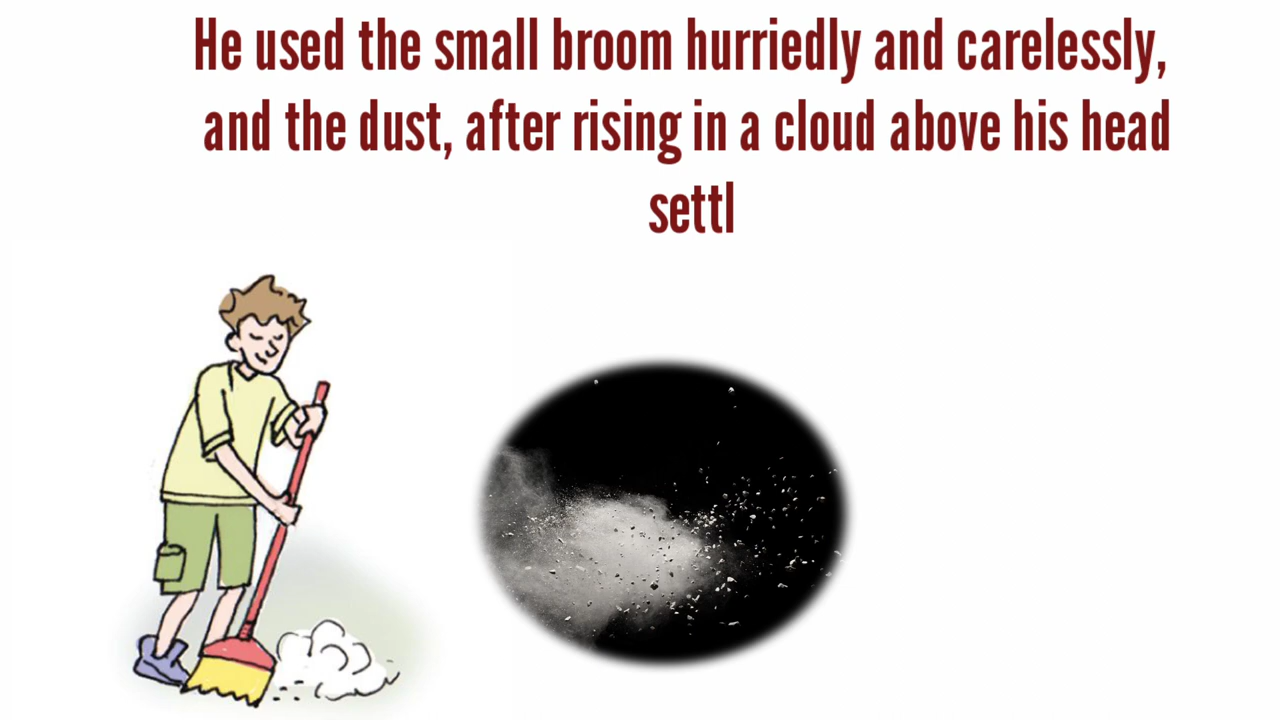 He used the small broom hurriedly and carelessly,
and the dust, after rising in a cloud above his head
settl